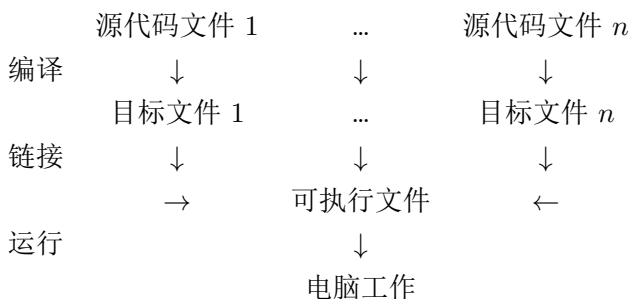 源代码文件 1 … 源代码文件 n
编译 ↓ ↓ ↓
目标文件 1 … 目标文件 n
链接 ↓ ↓ ↓
→ 可执行文件 ←
运行 ↓
电脑工作